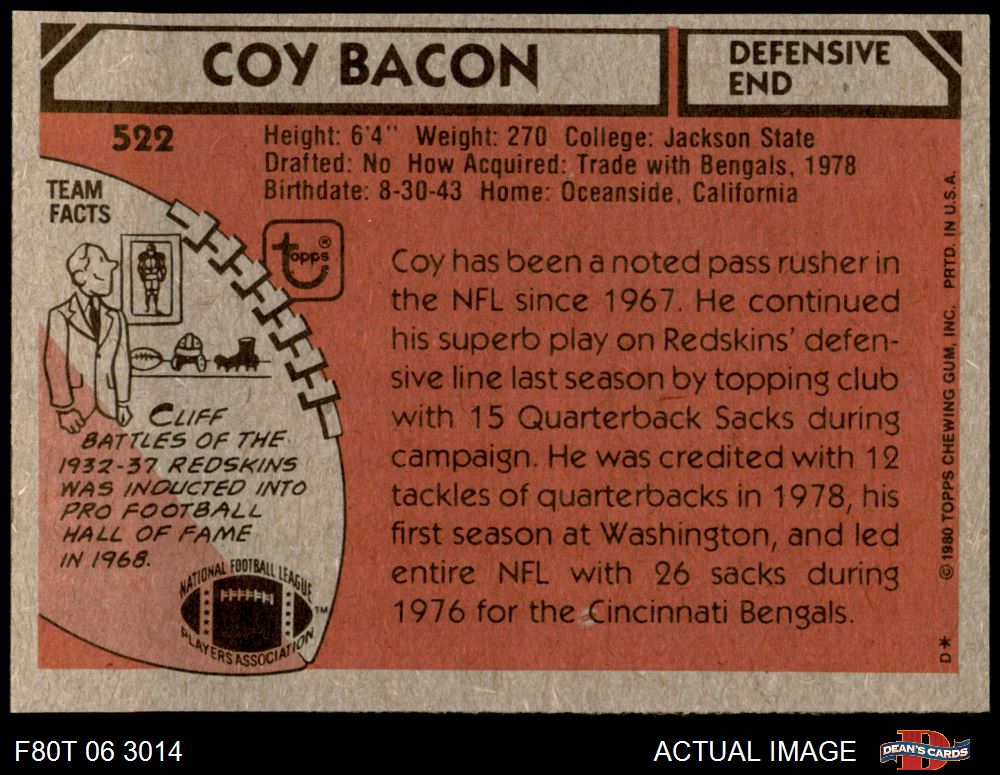 COY BACON
DEFENSIVE
END
522
Height: 6'4" Weight: 270 College: Jackson State
Drafted: No How Acquired: Trade with Bengals, 1978
Birthdate: 8-30-43 Home: Oceanside, California
TEAM
FACTS
topps®
CLIFF
BATTLES OF THE
1932-37 REDSKINS
WAS INDUCTED INTO
PRO FOOTBALL
HALL OF FAME
IN 1968.
NATIONAL FOOTBALL LEAGUE
PLAYERS ASSOCIATION
™
Coy has been a noted pass rusher in
the NFL since 1967. He continued
his superb play on Redskins' defen-
sive line last season by topping club
with 15 Quarterback Sacks during
campaign. He was credited with 12
tackles of quarterbacks in 1978, his
first season at Washington, and led
entire NFL with 26 sacks during
1976 for the Cincinnati Bengals.
D* © 1980 TOPPS CHEWING GUM, INC. PRTD. IN U.S.A.
F80T 06 3014
ACTUAL IMAGE
D
DEAN'S CARDS